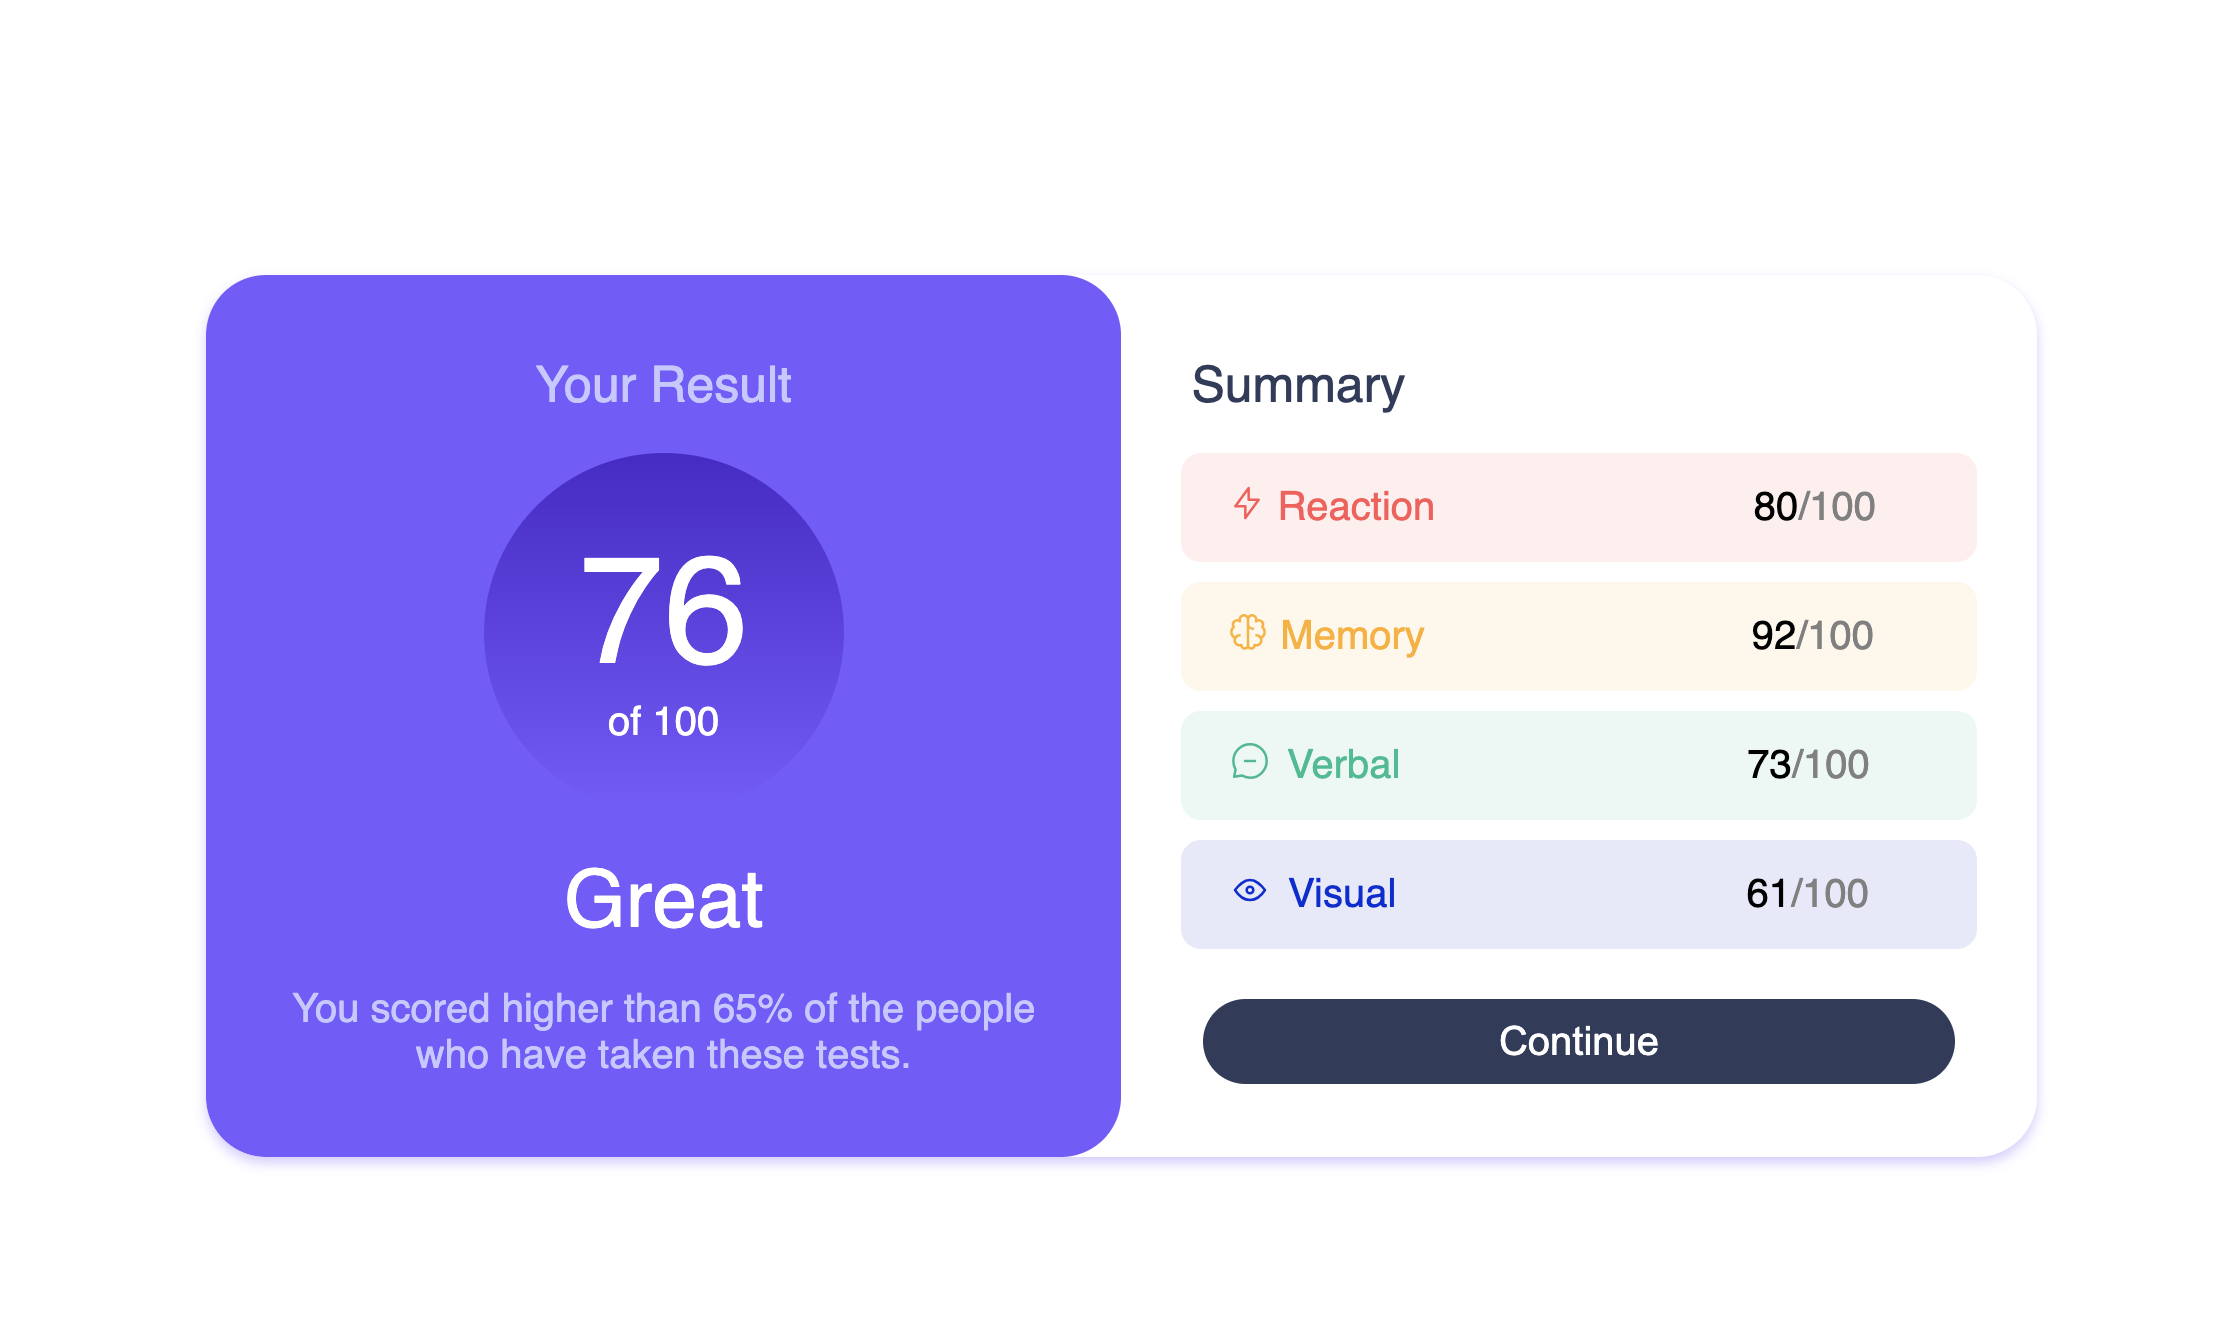 Your Result
76
of 100
Great
You scored higher than 65% of the people
who have taken these tests.
Summary
Reaction 80/100
Memory 92/100
Verbal 73/100
Visual 61/100
Continue